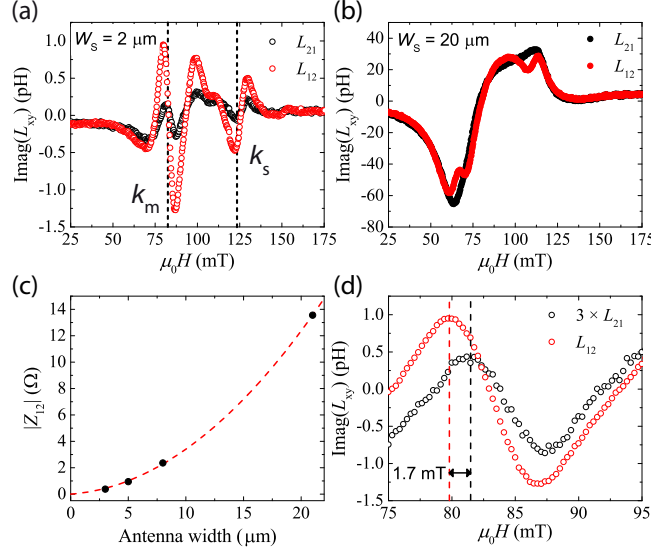 (a)
W_S = 2 μm
L_21
L_12
1.0
0.5
0.0
-0.5
-1.0
-1.5
Imag(L_xy) (pH)
k_m
k_s
25 50 75 100 125 150 175
μ_0H (mT)
(b)
W_S = 20 μm
L_21
L_12
40
20
0
-20
-40
-60
-80
Imag(L_xy) (pH)
25 50 75 100 125 150 175
μ_0H (mT)
(c)
14
12
10
8
6
4
2
0
|Z_12| (Ω)
0 5 10 15 20
Antenna width (μm)
(d)
3 × L_21
L_12
1.5
1.0
0.5
0.0
-0.5
-1.0
-1.5
Imag(L_xy) (pH)
1.7 mT
75 80 85 90 95
μ_0H (mT)